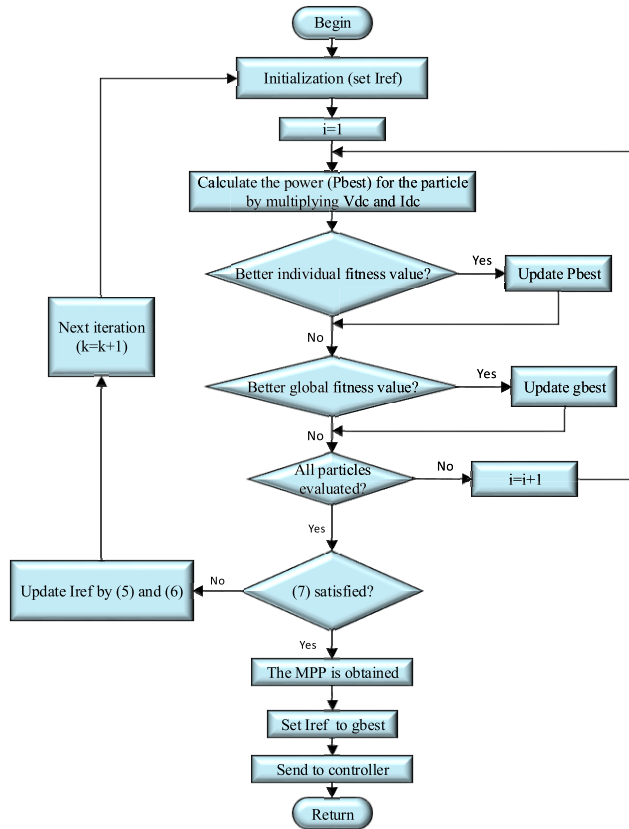 Begin
Initialization (set Iref)
i=1
Calculate the power (Pbest) for the particle
by multiplying Vdc and Idc
Better individual fitness value?
Yes
Update Pbest
No
Better global fitness value?
Yes
Update gbest
No
All particles
evaluated?
No
i=i+1
Yes
(7) satisfied?
No
Update Iref by (5) and (6)
Next iteration
(k=k+1)
Yes
The MPP is obtained
Set Iref to gbest
Send to controller
Return